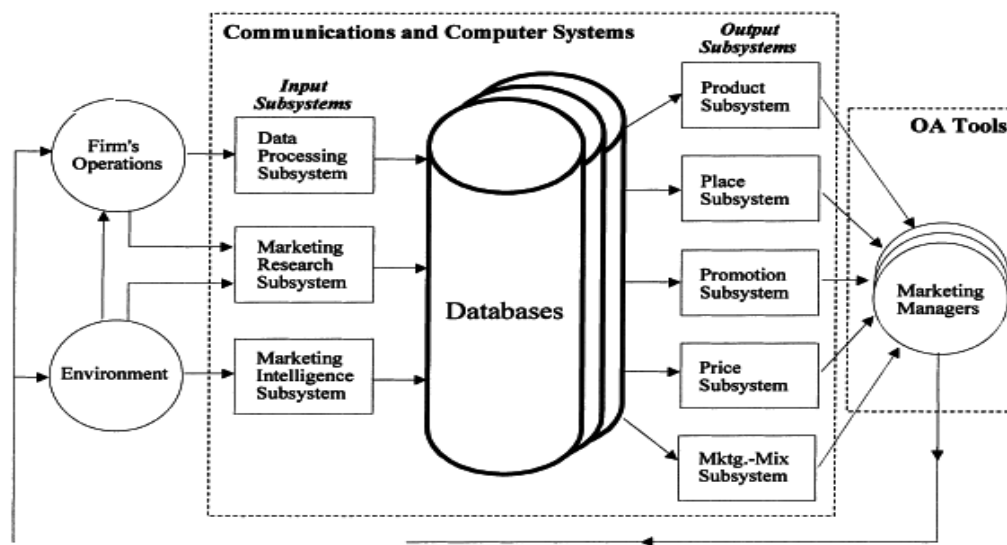 Communications and Computer Systems
Output
Subsystems
Input
Subsystems
Firm's
Operations
Environment
Data
Processing
Subsystem
Marketing
Research
Subsystem
Marketing
Intelligence
Subsystem
Databases
Product
Subsystem
Place
Subsystem
Promotion
Subsystem
Price
Subsystem
Mktg.-Mix
Subsystem
OA Tools
Marketing
Managers